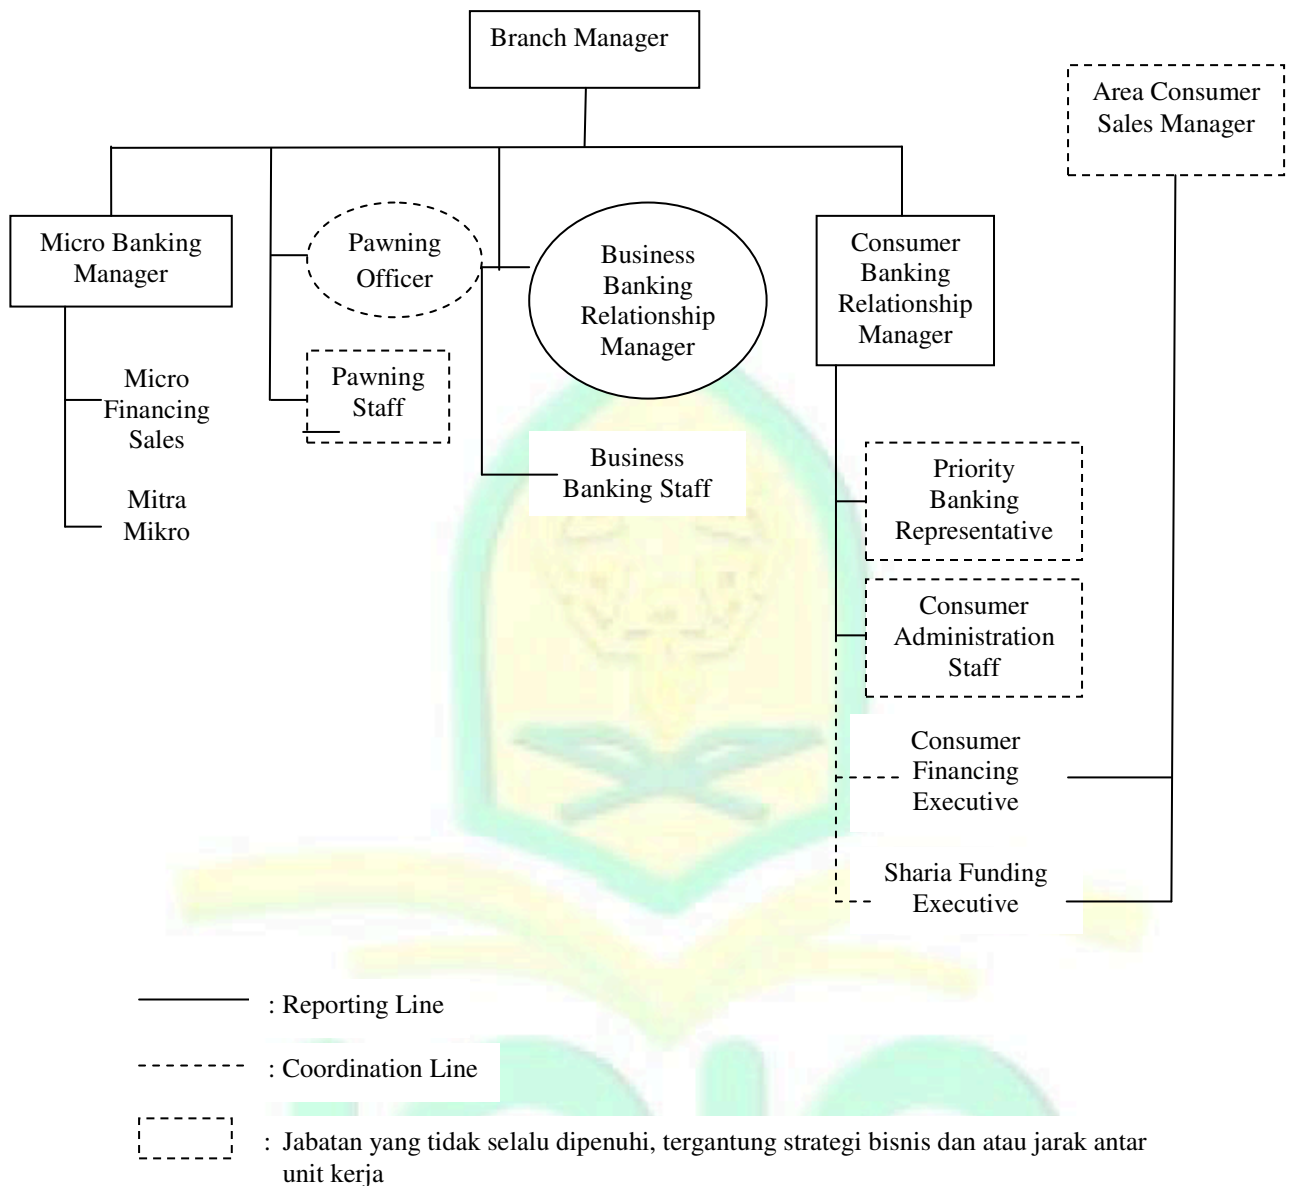 Branch Manager
Area Consumer
Sales Manager
Micro Banking
Manager
Pawning
Officer
Business
Banking
Relationship
Manager
Consumer
Banking
Relationship
Manager
Micro
Financing
Sales
Mitra
Mikro
Pawning
Staff
Business
Banking Staff
Priority
Banking
Representative
Consumer
Administration
Staff
Consumer
Financing
Executive
Sharia Funding
Executive
: Reporting Line
: Coordination Line
: Jabatan yang tidak selalu dipenuhi, tergantung strategi bisnis dan atau jarak antar
unit kerja